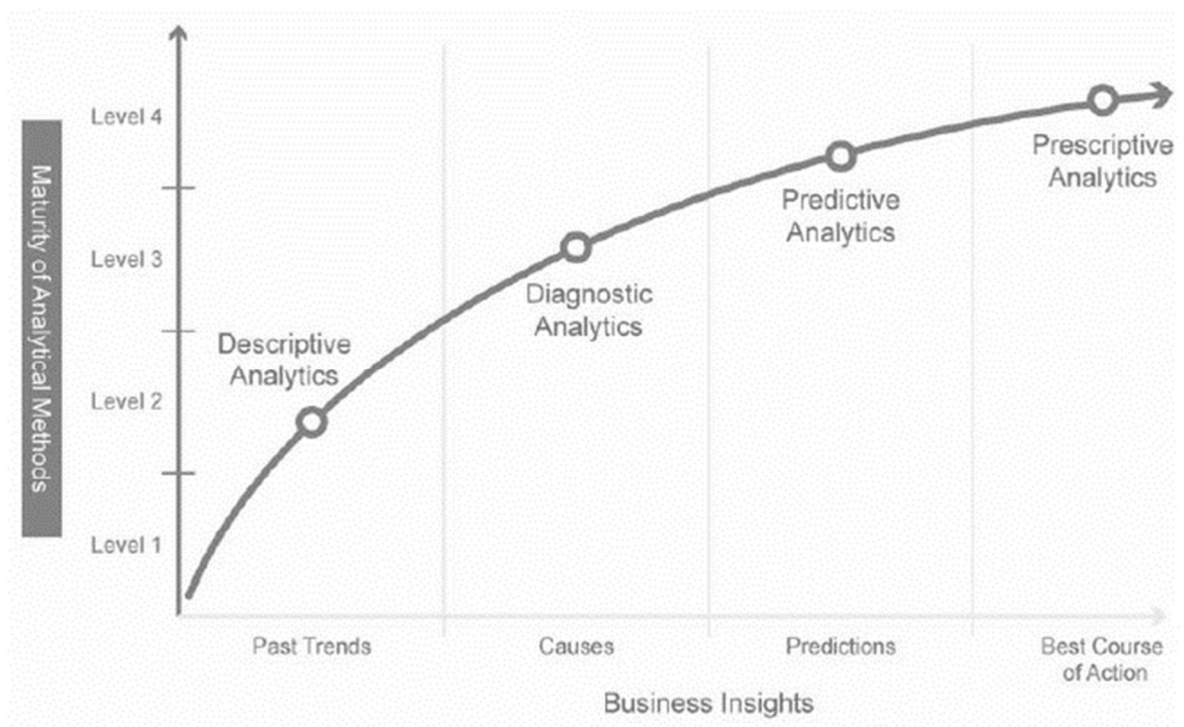 Level 4
Level 3
Level 2
Level 1
Maturity of Analytical Methods
Descriptive
Analytics
Diagnostic
Analytics
Predictive
Analytics
Prescriptive
Analytics
Past Trends
Causes
Predictions
Best Course
of Action
Business Insights